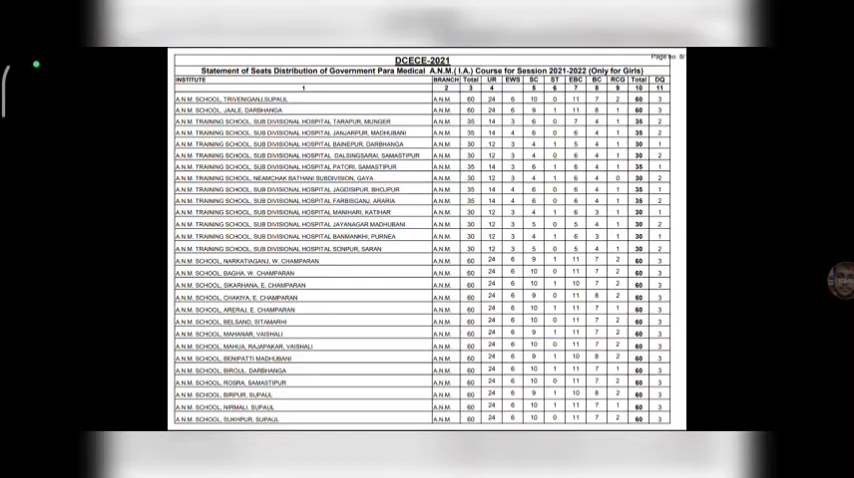 Page no. 6/
DCECE-2021
Statement of Seats Distribution of Government Para Medical A.N.M.( I.A.) Course for Session 2021-2022 (Only for Girls)
INSTITUTE BRANCH Total UR EWS SC ST EBC BC RCG Total DQ
1 2 3 4 5 6 7 8 9 10 11
A.N.M. SCHOOL, TRIVENIGANJ,SUPAUL A.N.M. 60 24 6 10 0 11 7 2 60 3
A.N.M. SCHOOL, JAALE, DARBHANGA A.N.M. 60 24 6 9 1 11 8 1 60 3
A.N.M. TRAINING SCHOOL, SUB DIVISIONAL HOSPITAL TARAPUR, MUNGER A.N.M. 35 14 3 6 0 7 4 1 35 2
A.N.M. TRAINING SCHOOL, SUB DIVISIONAL HOSPITAL JANJARPUR, MADHUBANI A.N.M. 35 14 4 6 0 6 4 1 35 2
A.N.M. TRAINING SCHOOL, SUB DIVISIONAL HOSPITAL BAINEPUR, DARBHANGA A.N.M. 30 12 3 4 1 5 4 1 30 1
A.N.M. TRAINING SCHOOL, SUB DIVISIONAL HOSPITAL DALSINGSARAI, SAMASTIPUR A.N.M. 30 12 3 4 0 6 4 1 30 2
A.N.M. TRAINING SCHOOL, SUB DIVISIONAL HOSPITAL PATORI, SAMASTIPUR A.N.M. 35 14 3 6 1 6 4 1 35 1
A.N.M. TRAINING SCHOOL, NEAMCHAK BATHANI SUBDIVISION, GAYA A.N.M. 30 12 3 4 1 6 4 0 30 2
A.N.M. TRAINING SCHOOL, SUB DIVISIONAL HOSPITAL JAGDISIPUR, BHOJPUR A.N.M. 35 14 4 6 0 6 4 1 35 2
A.N.M. TRAINING SCHOOL, SUB DIVISIONAL HOSPITAL FARBISGANJ, ARARIA A.N.M. 35 14 4 6 0 6 4 1 35 2
A.N.M. TRAINING SCHOOL, SUB DIVISIONAL HOSPITAL MANIHARI, KATIHAR A.N.M. 30 12 3 4 1 6 3 1 30 1
A.N.M. TRAINING SCHOOL, SUB DIVISIONAL HOSPITAL JAYANAGAR MADHUBANI A.N.M. 30 12 3 5 0 5 4 1 30 2
A.N.M. TRAINING SCHOOL, SUB DIVISIONAL HOSPITAL BANMANKHI, PURNEA A.N.M. 30 12 3 4 1 6 3 1 30 1
A.N.M. TRAINING SCHOOL, SUB DIVISIONAL HOSPITAL SONPUR, SARAN A.N.M. 30 12 3 5 0 5 4 1 30 2
A.N.M. SCHOOL, NARKATIAGANJ, W. CHAMPARAN A.N.M. 60 24 6 9 1 11 7 2 60 3
A.N.M. SCHOOL, BAGHA, W. CHAMPARAN A.N.M. 60 24 6 10 0 11 7 2 60 3
A.N.M. SCHOOL, SIKARHANA, E. CHAMPARAN A.N.M. 60 24 6 10 1 10 7 2 60 3
A.N.M. SCHOOL, CHAKIYA, E. CHAMPARAN A.N.M. 60 24 6 9 0 11 8 2 60 3
A.N.M. SCHOOL, ARERAJ, E. CHAMPARAN A.N.M. 60 24 6 10 1 11 7 1 60 3
A.N.M. SCHOOL, BELSAND, SITAMARHI A.N.M. 60 24 6 10 0 11 7 2 60 3
A.N.M. SCHOOL, MAHANAR, VAISHALI A.N.M. 60 24 6 9 1 11 7 2 60 3
A.N.M. SCHOOL, MAHUA, RAJAPAKAR, VAISHALI A.N.M. 60 24 6 10 0 11 7 2 60 3
A.N.M. SCHOOL, BENIPATTI MADHUBANI A.N.M. 60 24 6 9 1 10 8 2 60 3
A.N.M. SCHOOL, BIROUL, DARBHANGA A.N.M. 60 24 6 10 1 11 7 1 60 3
A.N.M. SCHOOL, ROSRA, SAMASTIPUR A.N.M. 60 24 6 10 0 11 7 2 60 3
A.N.M. SCHOOL, BIRPUR, SUPAUL A.N.M. 60 24 6 9 1 10 8 2 60 3
A.N.M. SCHOOL, NIRMALI, SUPAUL A.N.M. 60 24 6 10 1 11 7 1 60 3
A.N.M. SCHOOL, SUKHPUR, SUPAUL A.N.M. 60 24 6 10 0 11 7 2 60 3